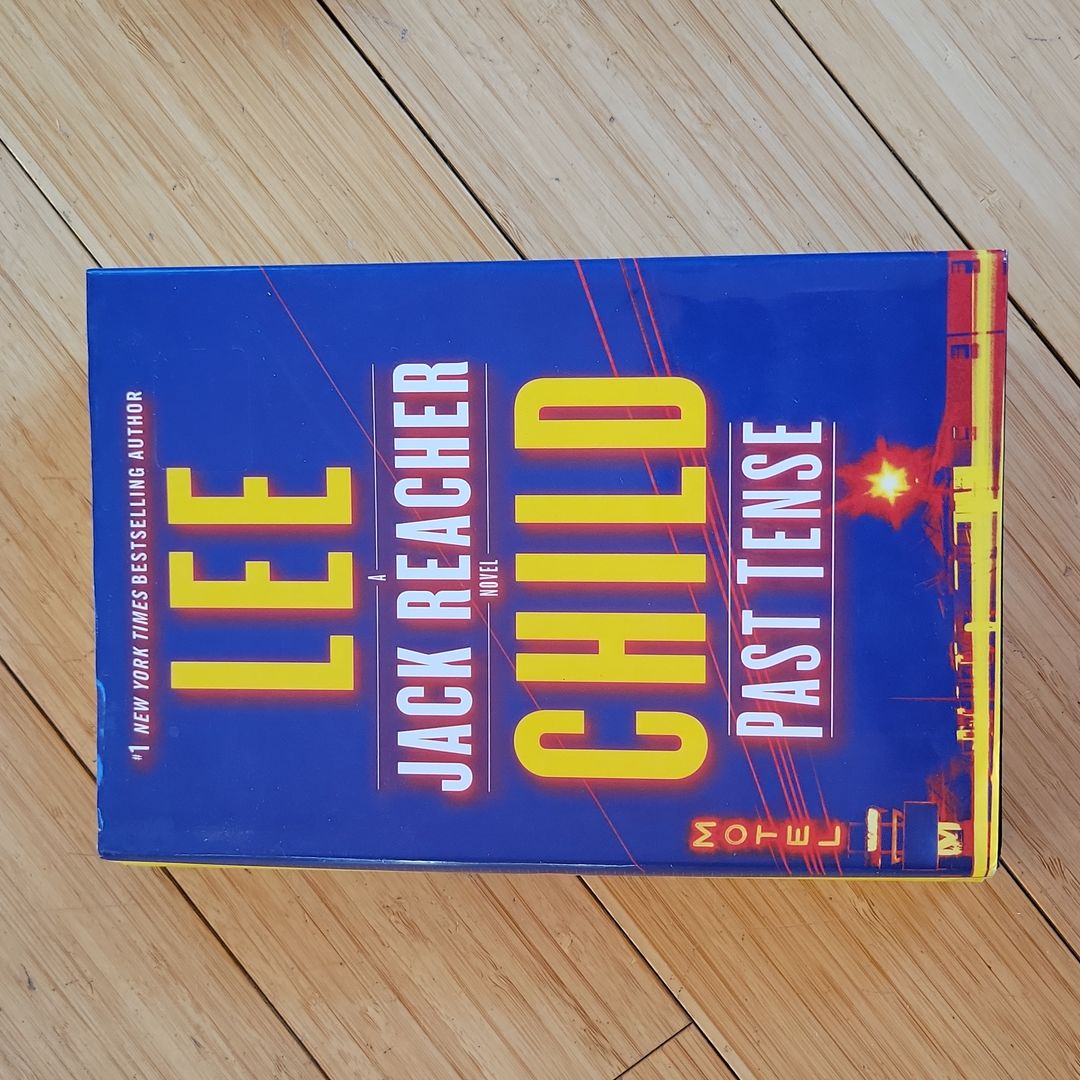 #1 NEW YORK TIMES BESTSELLING AUTHOR
LEE
A
JACK REACHER
NOVEL
CHILD
PAST TENSE
MOTEL
M